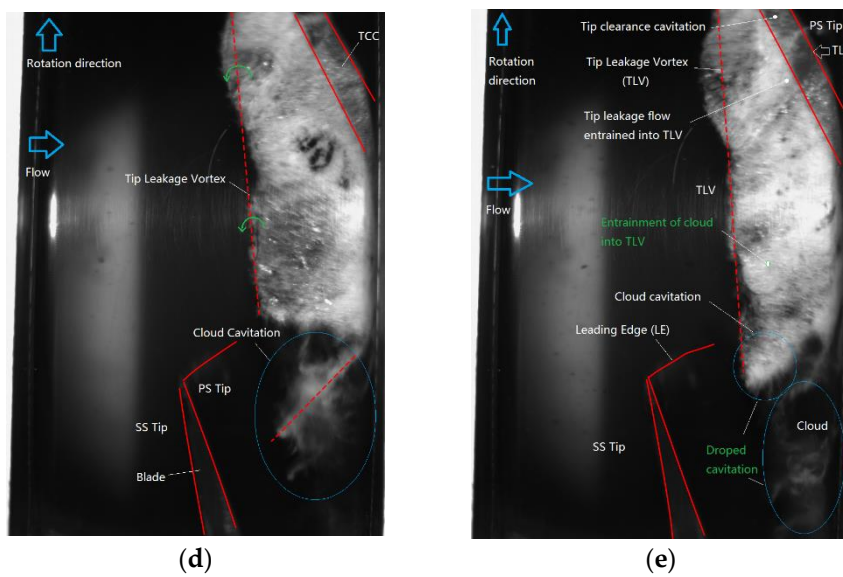 Rotation direction
TCC
Flow
Tip Leakage Vortex
Cloud Cavitation
PS Tip
SS Tip
Blade
(d)
Tip clearance cavitation
PS Tip
Rotation
direction
Tip Leakage Vortex
(TLV)
TL
Tip leakage flow
entrained into TLV
Flow
TLV
Entrainment of cloud
into TLV
Cloud cavitation
Leading Edge (LE)
Cloud
SS Tip
Droped
cavitation
(e)